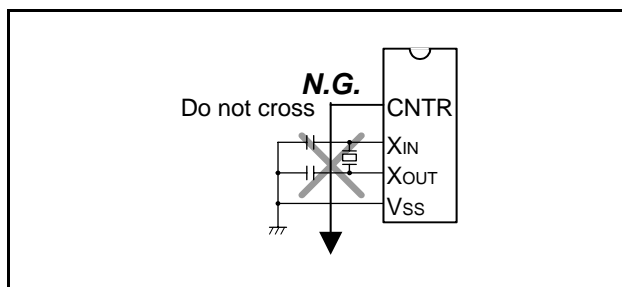 N.G.
Do not cross
CNTR
XIN
XOUT
VSS